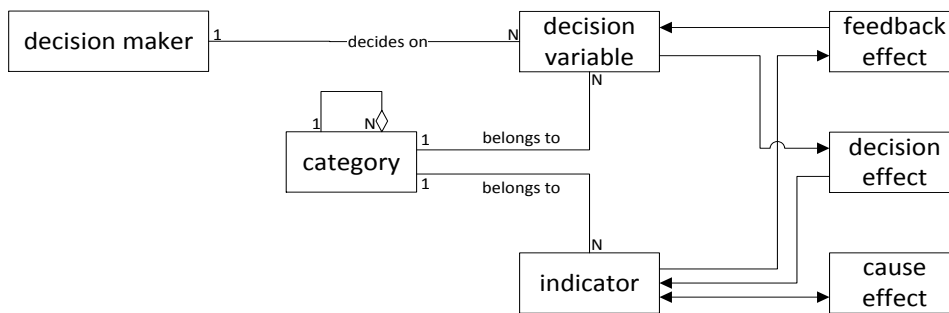 decision maker
1
decides on
N
decision
variable
feedback
effect
N
1
N
category
1
belongs to
1
belongs to
decision
effect
N
indicator
cause
effect